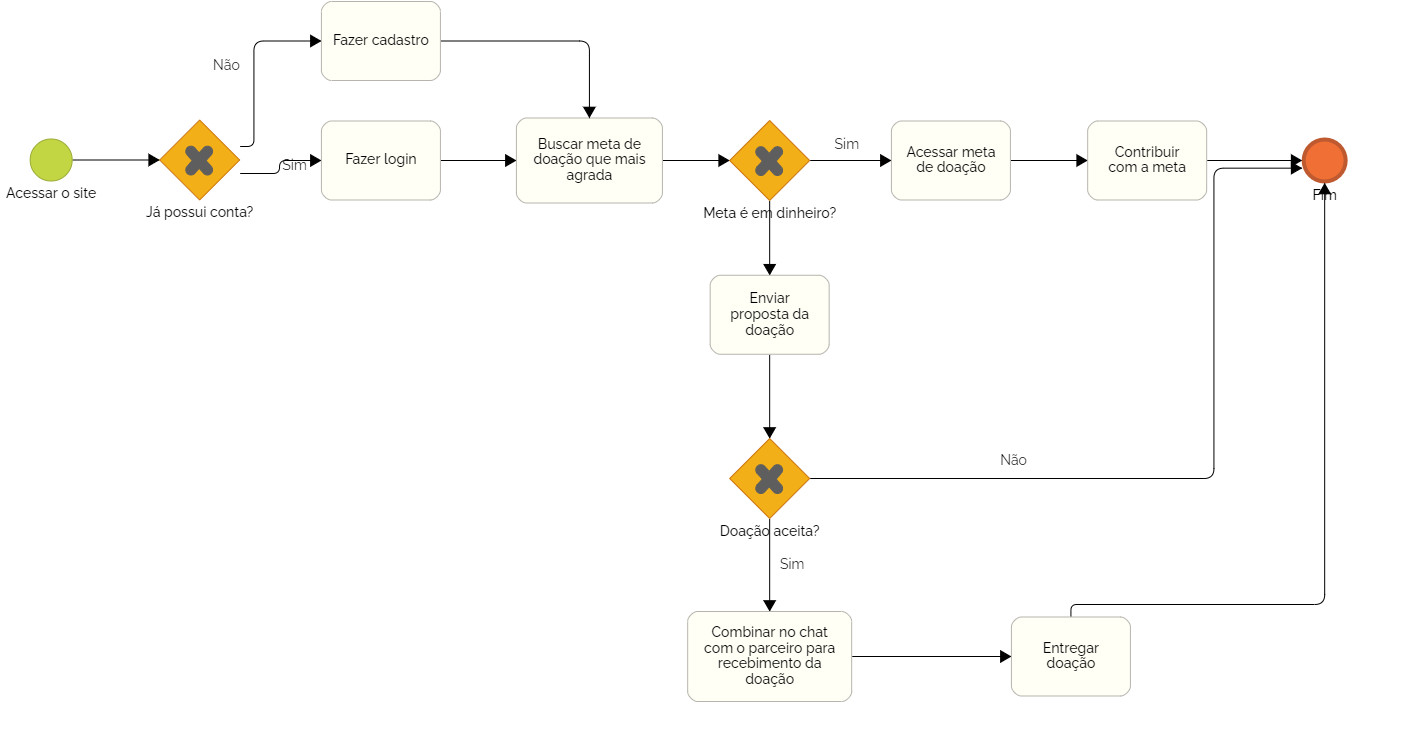 Fazer cadastro
Não
Acessar o site
Já possui conta?
Sim
Fazer login
Buscar meta de
doação que mais
agrada
Meta é em dinheiro?
Sim
Acessar meta
de doação
Contribuir
com a meta
Fim
Enviar
proposta da
doação
Doação aceita?
Não
Sim
Combinar no chat
com o parceiro para
recebimento da
doação
Entregar
doação